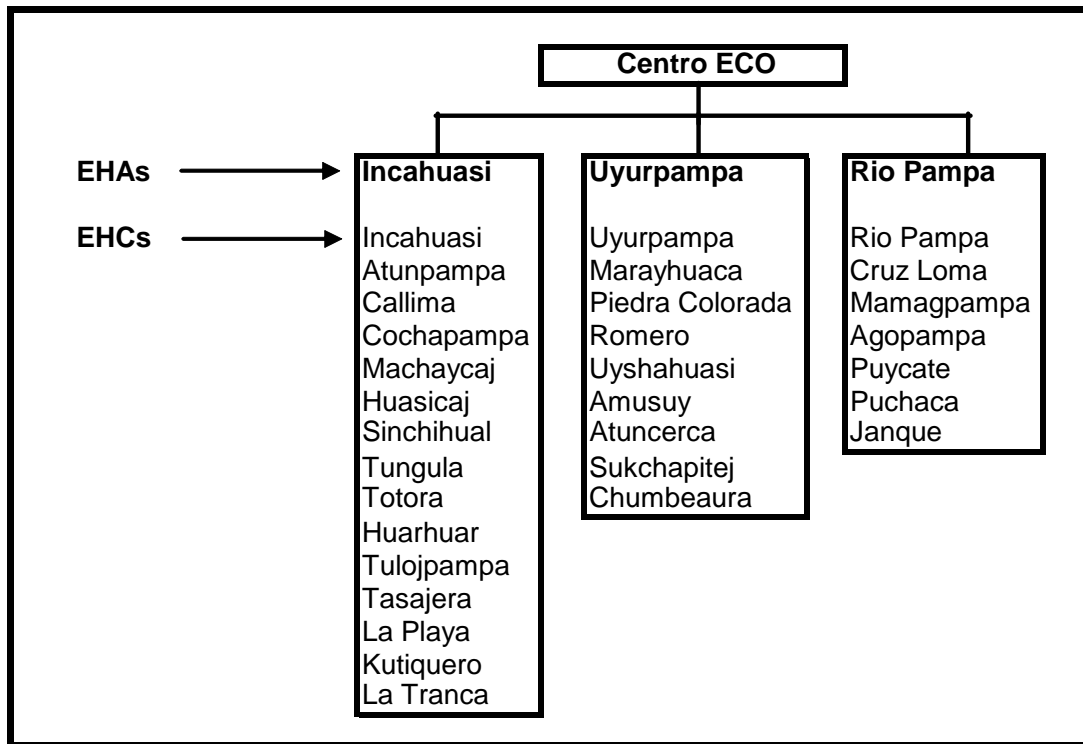 Centro ECO
EHAs
Incahuasi
Uyurpampa
Rio Pampa
EHCs
Incahuasi
Atunpampa
Callima
Cochapampa
Machaycaj
Huasicaj
Sinchihual
Tungula
Totora
Huarhuar
Tulojpampa
Tasajera
La Playa
Kutiquero
La Tranca
Uyurpampa
Marayhuaca
Piedra Colorada
Romero
Uyshahuasi
Amusuy
Atuncerca
Sukchapitej
Chumbeaura
Rio Pampa
Cruz Loma
Mamagpampa
Agopampa
Puycate
Puchaca
Janque